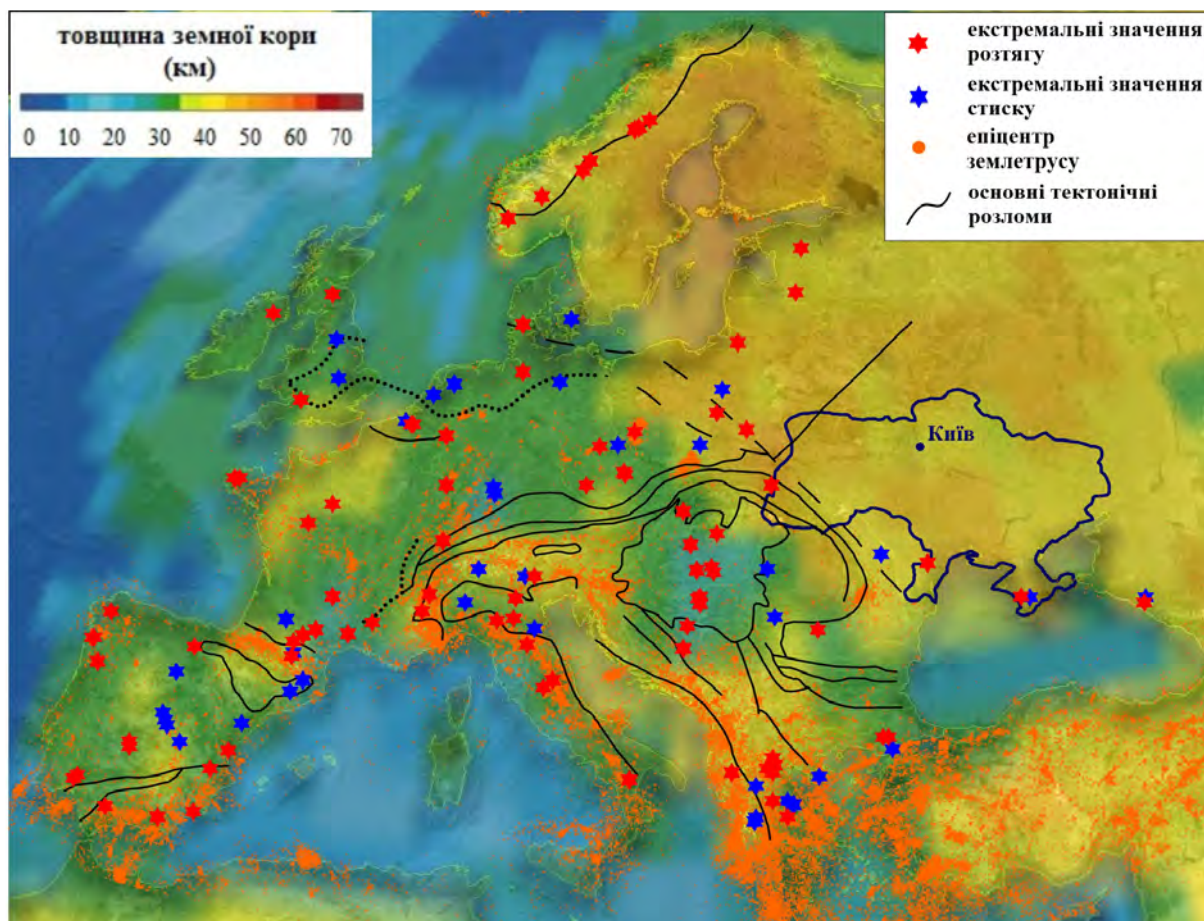 товщина земної кори
(км)
0 10 20 30 40 50 60 70
екстремальні значення
розтягу
екстремальні значення
стиску
епіцентр
землетрусу
основні тектонічні
розломи
Київ